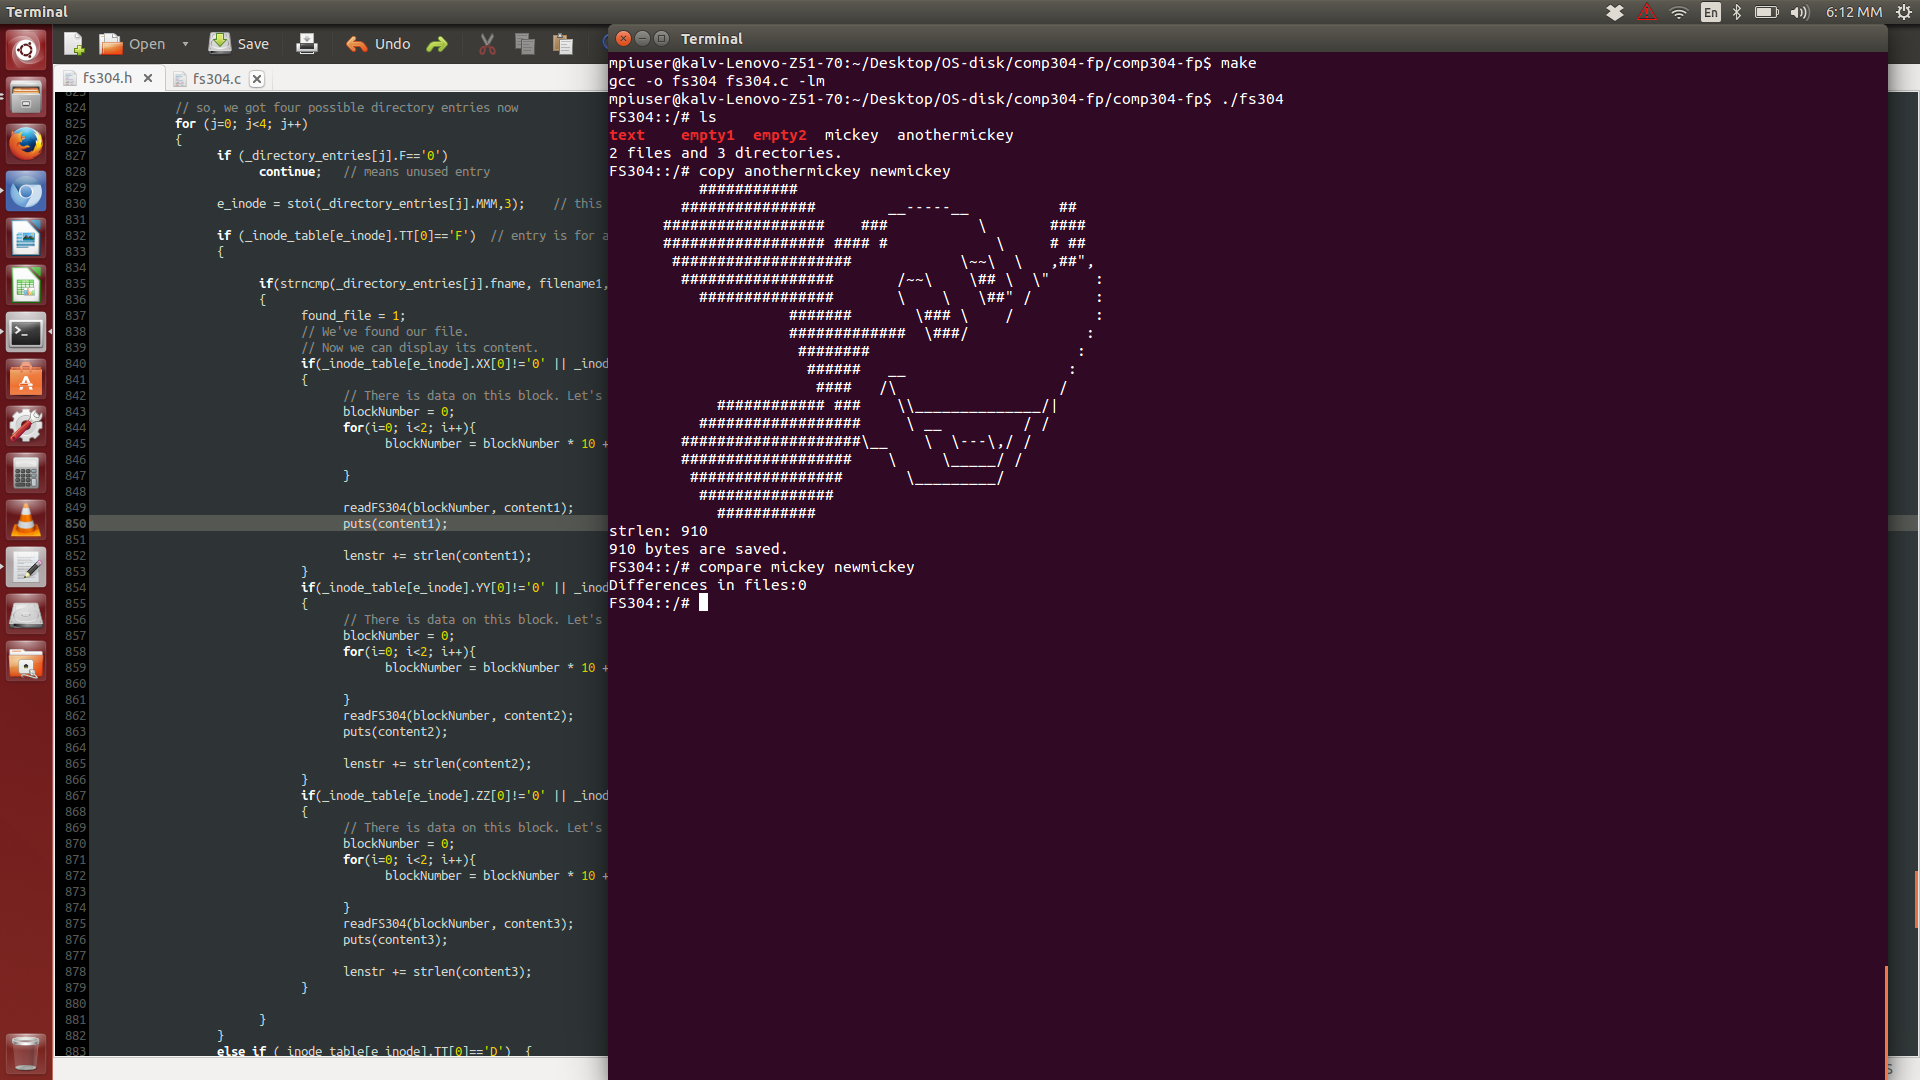 Terminal
En
6:12 MM
Open
Save
Undo
fs304.h
fs304.c
824 // so, we got four possible directory entries now
825 for (j=0; j<4; j++)
826 {
827 if (_directory_entries[j].F=='0')
828 continue; // means unused entry
829
830 e_inode = stoi(_directory_entries[j].MMM,3); // this
831
832 if (_inode_table[e_inode].TT[0]=='F') // entry is for a
833 {
834
835 if(strncmp(_directory_entries[j].fname, filename1,
836 {
837 found_file = 1;
838 // We've found our file.
839 // Now we can display its content.
840 if(_inode_table[e_inode].XX[0]!='0' || _inod
841 {
842 // There is data on this block. Let's
843 blockNumber = 0;
844 for(i=0; i<2; i++){
845 blockNumber = blockNumber * 10 +
846
847 }
848
849 readFS304(blockNumber, content1);
850 puts(content1);
851
852 lenstr += strlen(content1);
853 }
854 if(_inode_table[e_inode].YY[0]!='0' || _inod
855 {
856 // There is data on this block. Let's
857 blockNumber = 0;
858 for(i=0; i<2; i++){
859 blockNumber = blockNumber * 10 +
860
861 }
862 readFS304(blockNumber, content2);
863 puts(content2);
864
865 lenstr += strlen(content2);
866 }
867 if(_inode_table[e_inode].ZZ[0]!='0' || _inod
868 {
869 // There is data on this block. Let's
870 blockNumber = 0;
871 for(i=0; i<2; i++){
872 blockNumber = blockNumber * 10 +
873
874 }
875 readFS304(blockNumber, content3);
876 puts(content3);
877
878 lenstr += strlen(content3);
879 }
880
881 }
882 }
883 else if ( inode table[e inode].TT[0]=='D') {
Terminal
mpiuser@kalv-Lenovo-Z51-70:~/Desktop/OS-disk/comp304-fp/comp304-fp$ make
gcc -o fs304 fs304.c -lm
mpiuser@kalv-Lenovo-Z51-70:~/Desktop/OS-disk/comp304-fp/comp304-fp$ ./fs304
FS304::/# ls
text empty1 empty2 mickey anothermickey
2 files and 3 directories.
FS304::/# copy anothermickey newmickey
          ###########
        ###############        __-----__          ##
      ##################    ###          \       ####
      ################## #### #            \     # ##
       ####################            \~~\  \   ,##",
        #################       /~~\    \## \  \"     :
          ###############       \    \   \##" /       :
                    #######       \### \    /         :
                    #############  \###/             :
                     ########                       :
                      ######   __                  :
                       ####   /\                  /
            ############ ###    \\______________/|
          ##################     \ __         / /
        ####################\__    \  \---\,/ /
        ###################    \     \_____/ /
         #################       \_________/
          ###############
            ###########
strlen: 910
910 bytes are saved.
FS304::/# compare mickey newmickey
Differences in files:0
FS304::/#